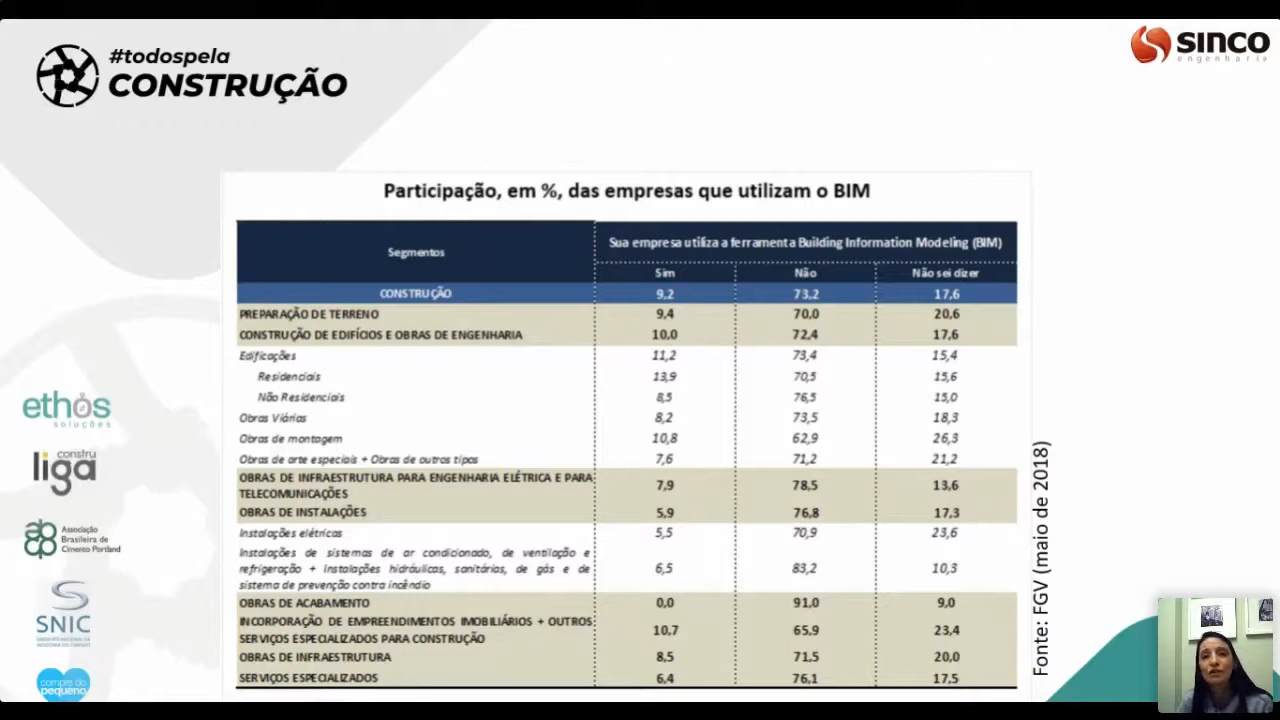 #todospela
CONSTRUÇÃO
SINCO
engenharia
Participação, em %, das empresas que utilizam o BIM
Segmentos
Sua empresa utiliza a ferramenta Building Information Modeling (BIM)
Sim Não Não sei dizer
CONSTRUÇÃO 9,2 73,2 17,6
PREPARAÇÃO DE TERRENO 9,4 70,0 20,6
CONSTRUÇÃO DE EDIFÍCIOS E OBRAS DE ENGENHARIA 10,0 72,4 17,6
Edificações 11,2 73,4 15,4
Residenciais 13,9 70,5 15,6
Não Residenciais 8,5 76,5 15,0
Obras Viárias 8,2 73,5 18,3
Obras de montagem 10,8 62,9 26,3
Obras de arte especiais + Obras de outros tipos 7,6 71,2 21,2
OBRAS DE INFRAESTRUTURA PARA ENGENHARIA ELÉTRICA E PARA
TELECOMUNICAÇÕES 7,9 78,5 13,6
OBRAS DE INSTALAÇÕES 5,9 76,8 17,3
Instalações elétricas 5,5 70,9 23,6
Instalações de sistemas de ar condicionado, de ventilação e
refrigeração + Instalações hidráulicas, sanitárias, de gás e de
sistema de prevenção contra incêndio 6,5 83,2 10,3
OBRAS DE ACABAMENTO 0,0 91,0 9,0
INCORPORAÇÃO DE EMPREENDIMENTOS IMOBILIÁRIOS + OUTROS
SERVIÇOS ESPECIALIZADOS PARA CONSTRUÇÃO 10,7 65,9 23,4
OBRAS DE INFRAESTRUTURA 8,5 71,5 20,0
SERVIÇOS ESPECIALIZADOS 6,4 76,1 17,5
Fonte: FGV (maio de 2018)
ethos
soluções
constru
liga
abcp
Associação
Brasileira de
Cimento Portland
SNIC
compre do
pequeno